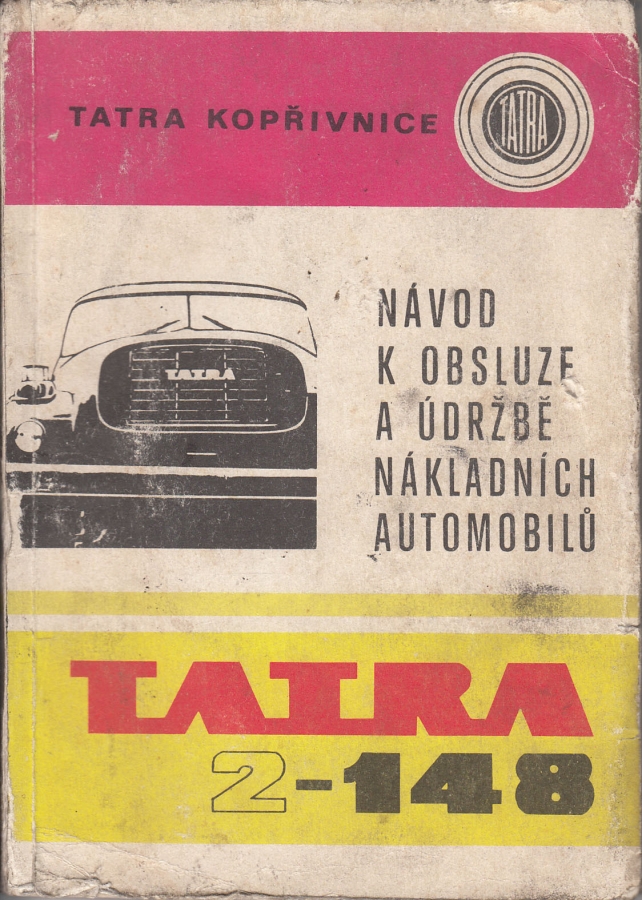 TATRA KOPŘIVNICE
TATRA
NÁVOD
K OBSLUZE
A ÚDRŽBĚ
NÁKLADNÍCH
AUTOMOBILŮ
TATRA
TATRA
2-148